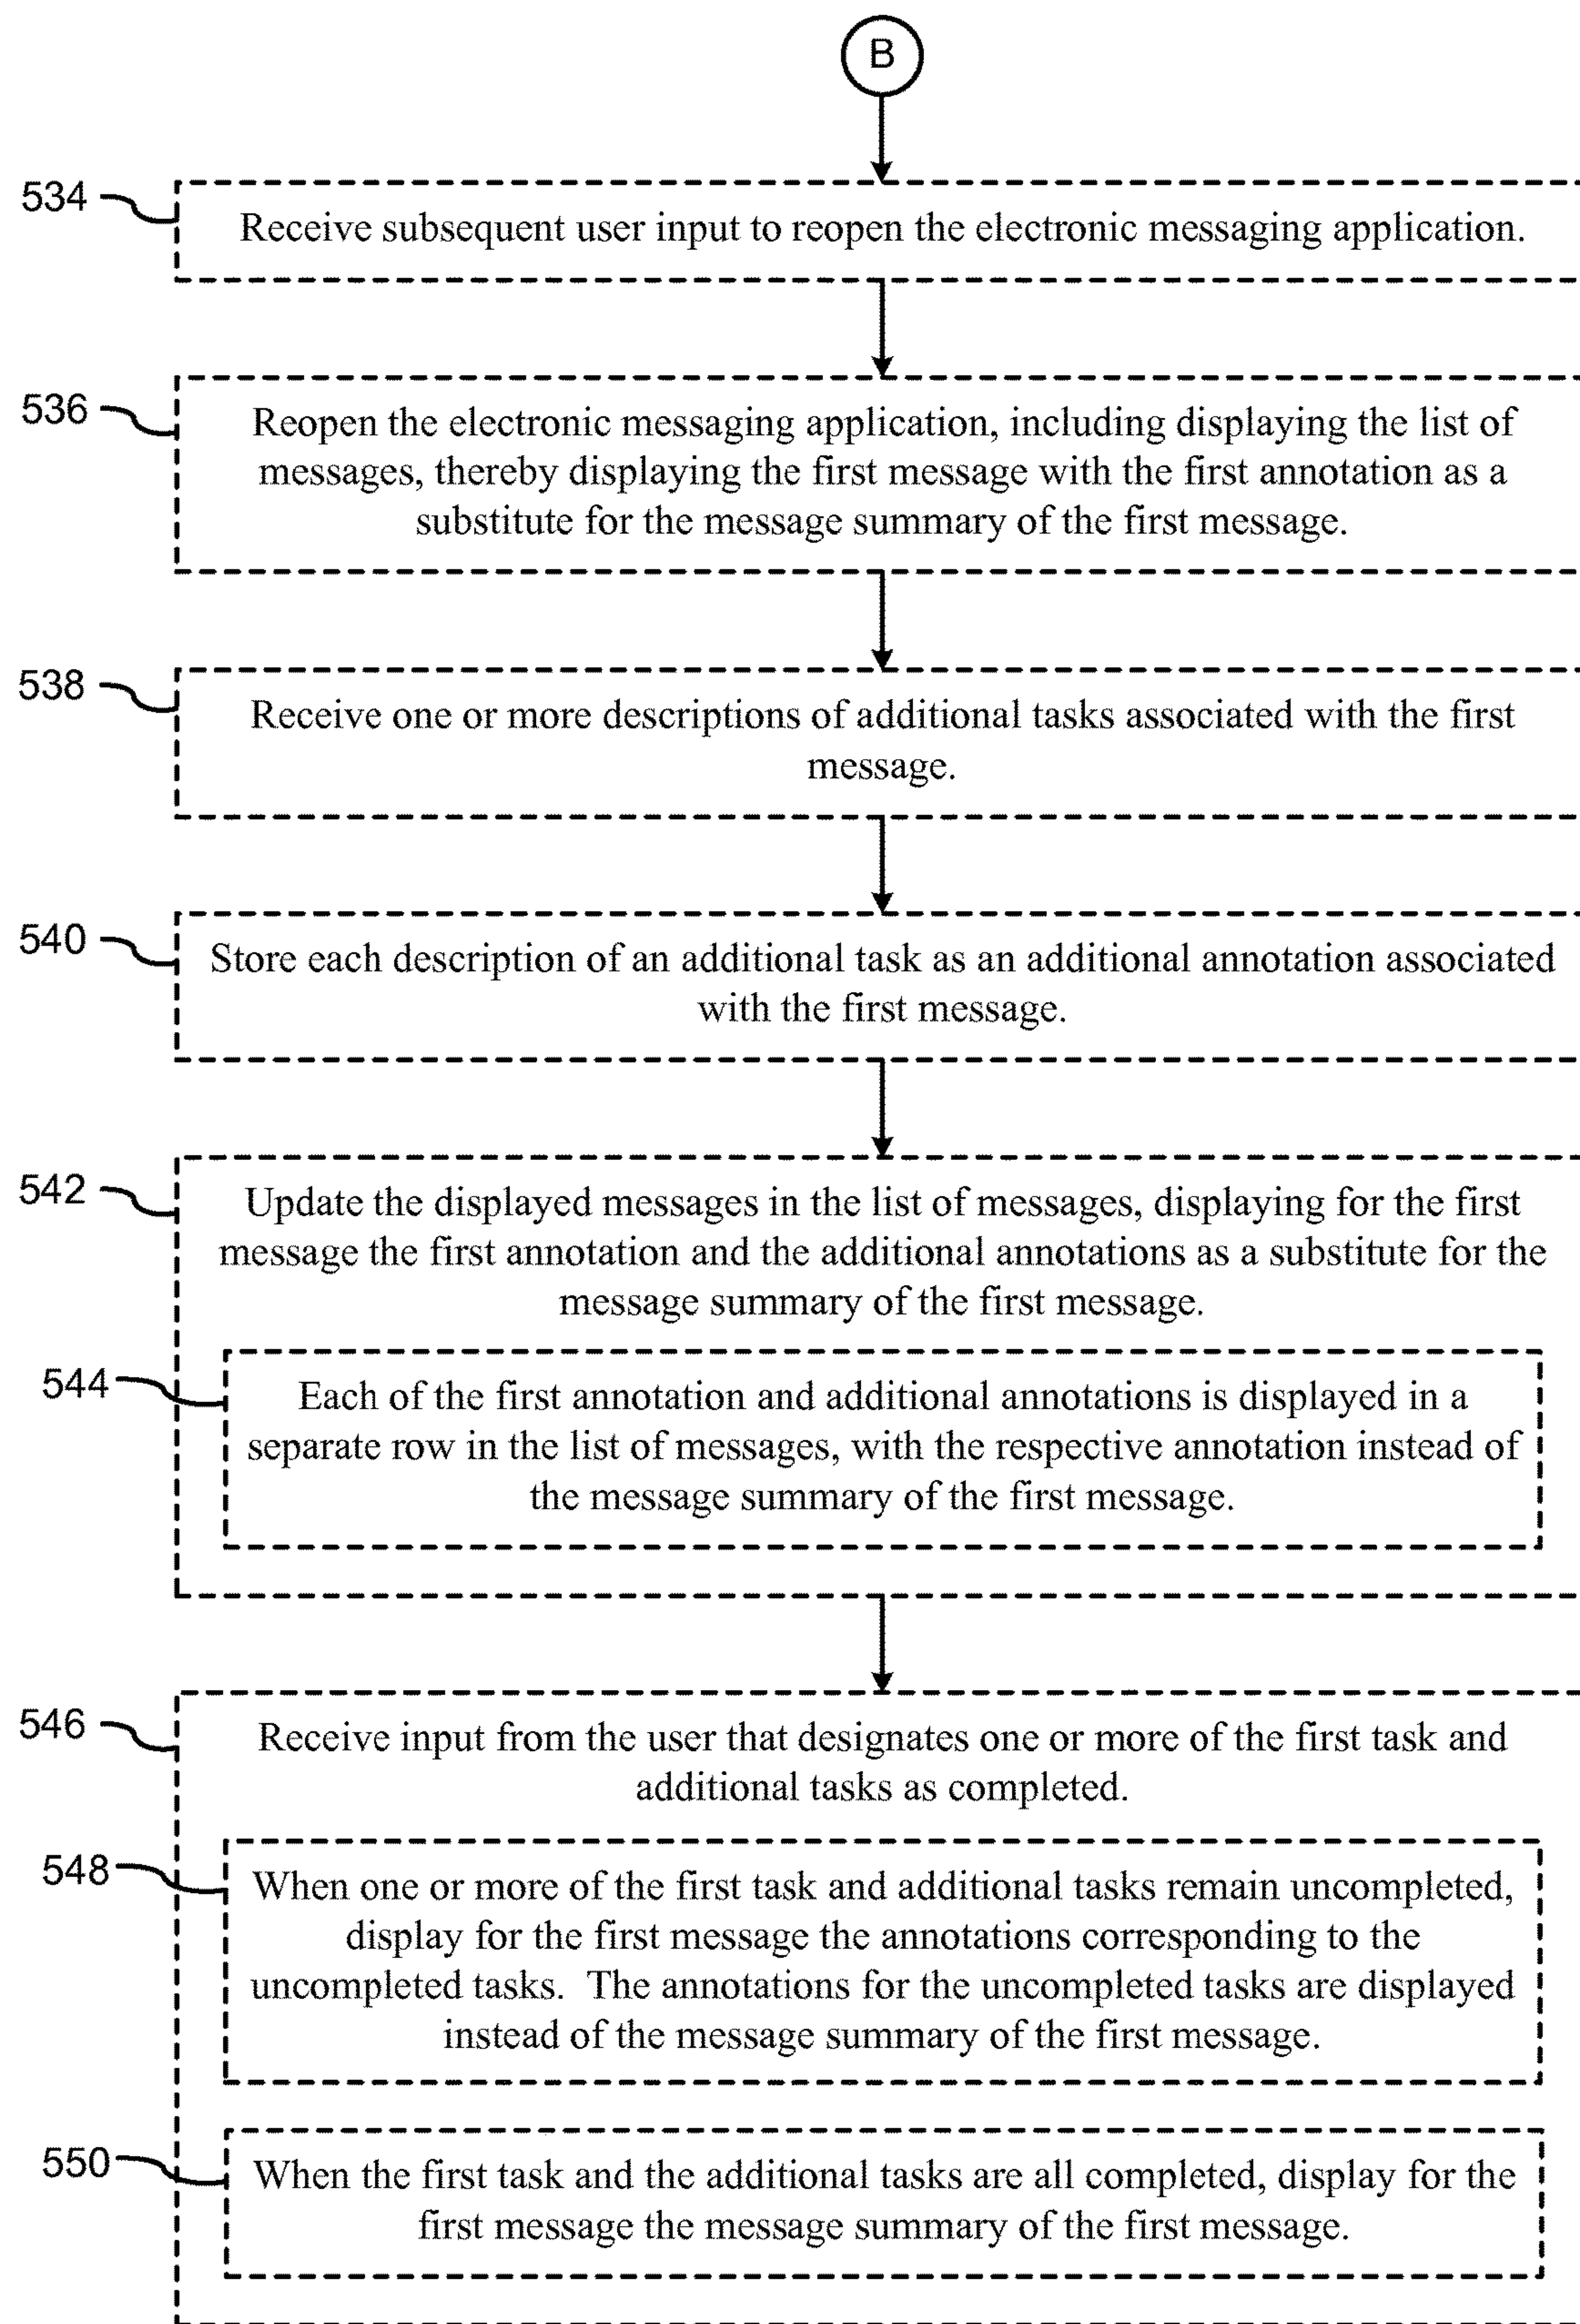 B
534
Receive subsequent user input to reopen the electronic messaging application.
536
Reopen the electronic messaging application, including displaying the list of
messages, thereby displaying the first message with the first annotation as a
substitute for the message summary of the first message.
538
Receive one or more descriptions of additional tasks associated with the first
message.
540
Store each description of an additional task as an additional annotation associated
with the first message.
542
Update the displayed messages in the list of messages, displaying for the first
message the first annotation and the additional annotations as a substitute for the
message summary of the first message.
544
Each of the first annotation and additional annotations is displayed in a
separate row in the list of messages, with the respective annotation instead of
the message summary of the first message.
546
Receive input from the user that designates one or more of the first task and
additional tasks as completed.
548
When one or more of the first task and additional tasks remain uncompleted,
display for the first message the annotations corresponding to the
uncompleted tasks.  The annotations for the uncompleted tasks are displayed
instead of the message summary of the first message.
550
When the first task and the additional tasks are all completed, display for the
first message the message summary of the first message.